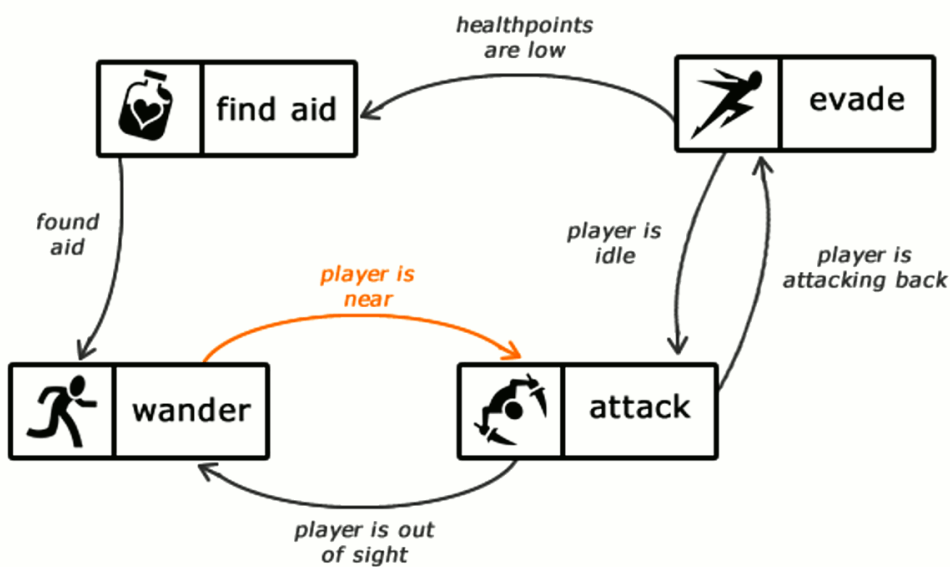 healthpoints
are low
find aid
evade
found
aid
player is
idle
player is
attacking back
player is
near
wander
attack
player is out
of sight